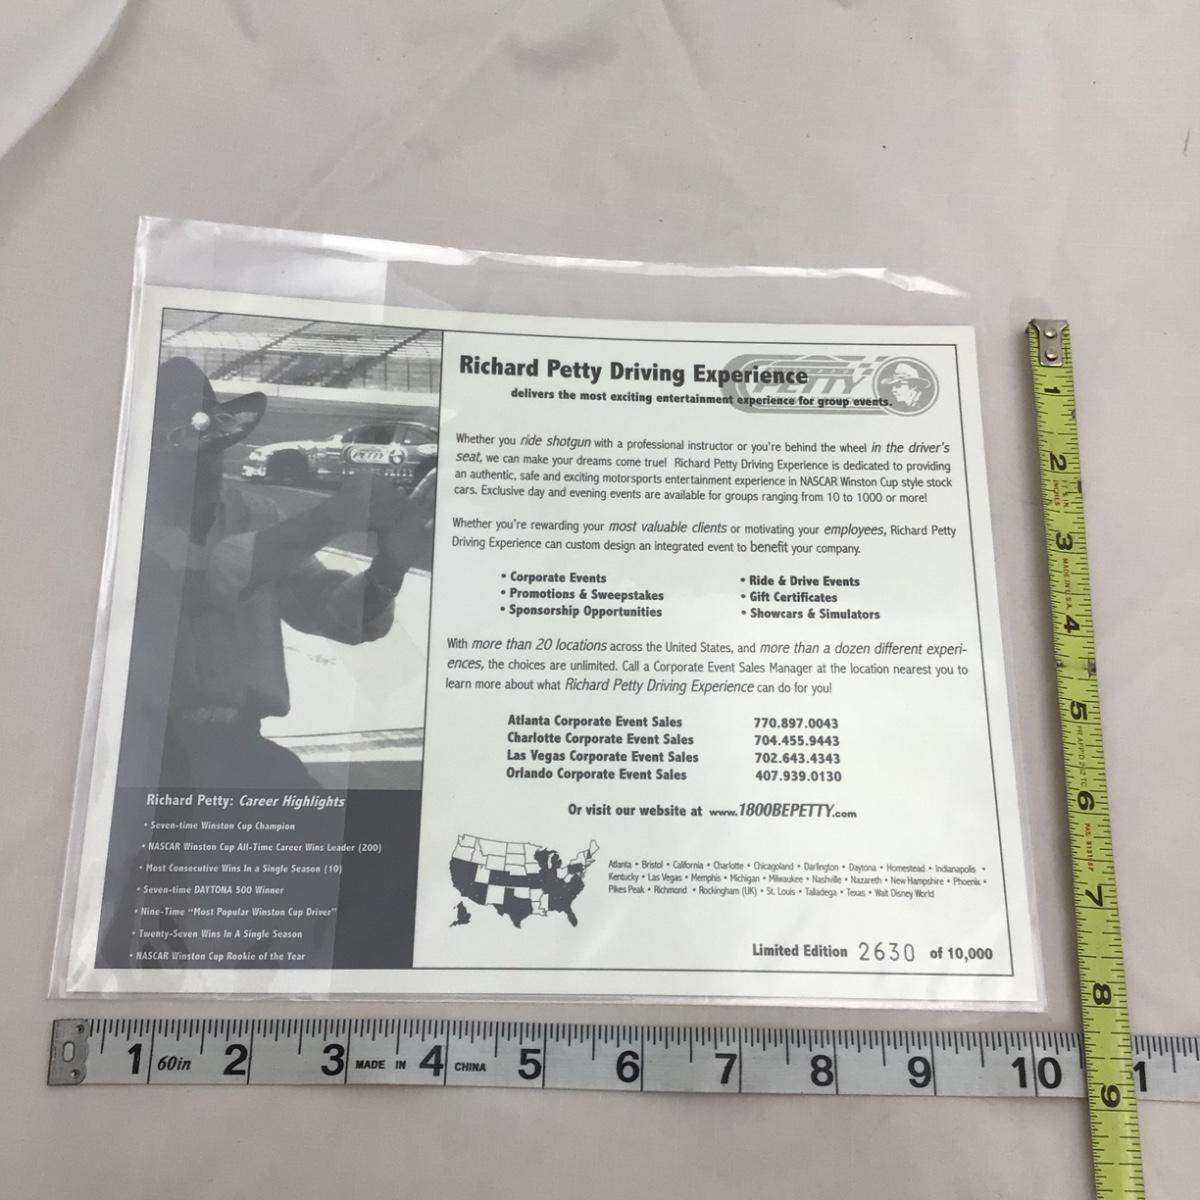 Richard Petty Driving Experience
PETTY
delivers the most exciting entertainment experience for group events.
Whether you ride shotgun with a professional instructor or you're behind the wheel in the driver's
seat, we can make your dreams come true! Richard Petty Driving Experience is dedicated to providing
an authentic, safe and exciting motorsports entertainment experience in NASCAR Winston Cup style stock
cars. Exclusive day and evening events are available for groups ranging from 10 to 1000 or more!
Whether you're rewarding your most valuable clients or motivating your employees, Richard Petty
Driving Experience can custom design an integrated event to benefit your company.
• Corporate Events
• Promotions & Sweepstakes
• Sponsorship Opportunities
• Ride & Drive Events
• Gift Certificates
• Showcars & Simulators
With more than 20 locations across the United States, and more than a dozen different experi-
ences, the choices are unlimited. Call a Corporate Event Sales Manager at the location nearest you to
learn more about what Richard Petty Driving Experience can do for you!
Atlanta Corporate Event Sales 770.897.0043
Charlotte Corporate Event Sales 704.455.9443
Las Vegas Corporate Event Sales 702.643.4343
Orlando Corporate Event Sales 407.939.0130
Or visit our website at www.1800BEPETTY.com
Atlanta • Bristol • California • Charlotte • Chicagoland • Darlington • Daytona • Homestead • Indianapolis •
Kentucky • Las Vegas • Memphis • Michigan • Milwaukee • Nashville • Nazareth • New Hampshire • Phoenix •
Pikes Peak • Richmond • Rockingham (UK) • St. Louis • Talladega • Texas • Walt Disney World
Limited Edition 2630 of 10,000
PETTY
Richard Petty: Career Highlights
• Seven-time Winston Cup Champion
• NASCAR Winston Cup All-Time Career Wins Leader (200)
• Most Consecutive Wins In a Single Season (10)
• Seven-time DAYTONA 500 Winner
• Nine-Time "Most Popular Winston Cup Driver"
• Twenty-Seven Wins In A Single Season
• NASCAR Winston Cup Rookie of the Year
1 60in 2 3 MADE IN 4 CHINA 5 6 7 8 9 10 1
1
2
INCHES
3
MADE IN U.S.A.
4
5
6
7
8
9